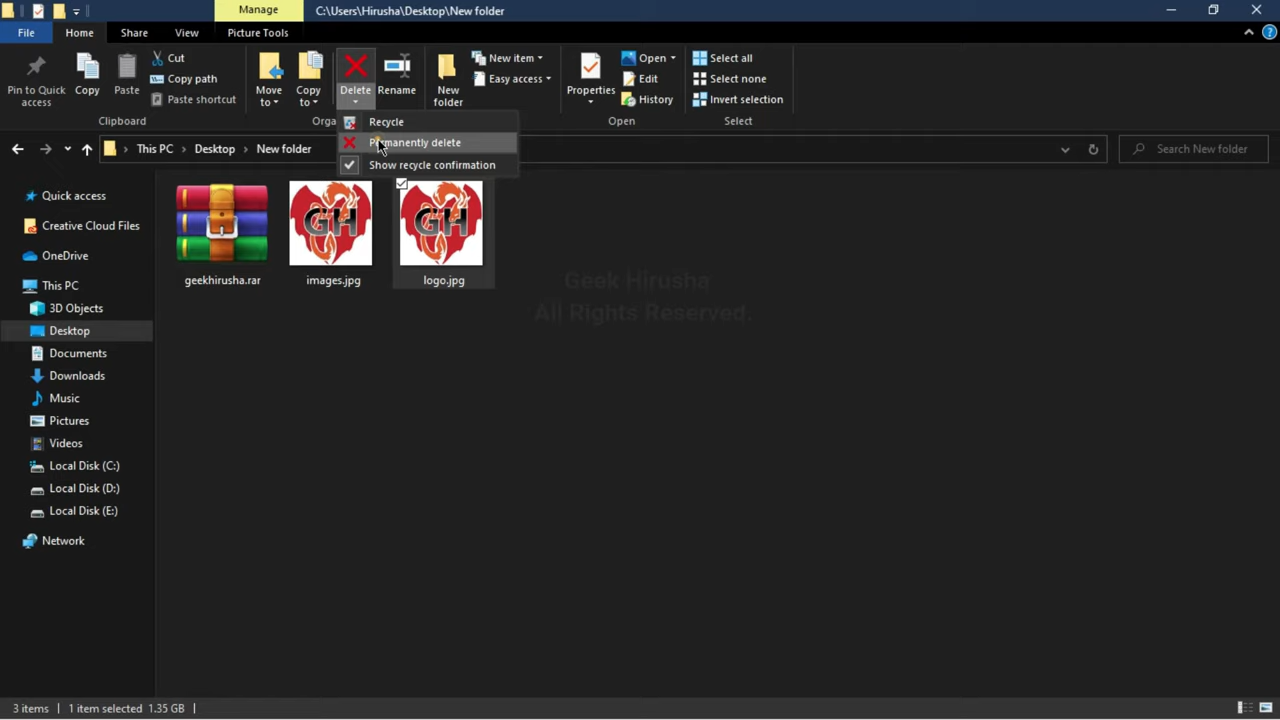 Manage
C:\Users\Hirusha\Desktop\New folder
File
Home
Share
View
Picture Tools
Pin to Quick access
Copy
Paste
Cut
Copy path
Paste shortcut
Clipboard
Move to
Copy to
Delete
Rename
Orga
New folder
New item
Easy access
Properties
Open
Edit
History
Open
Select all
Select none
Invert selection
Select
Recycle
Permanently delete
Show recycle confirmation
This PC
Desktop
New folder
Search New folder
Quick access
Creative Cloud Files
OneDrive
This PC
3D Objects
Desktop
Documents
Downloads
Music
Pictures
Videos
Local Disk (C:)
Local Disk (D:)
Local Disk (E:)
Network
GH
GH
geekhirusha.rar
images.jpg
logo.jpg
Geek Hirusha
All Rights Reserved.
3 items
1 item selected 1.35 GB